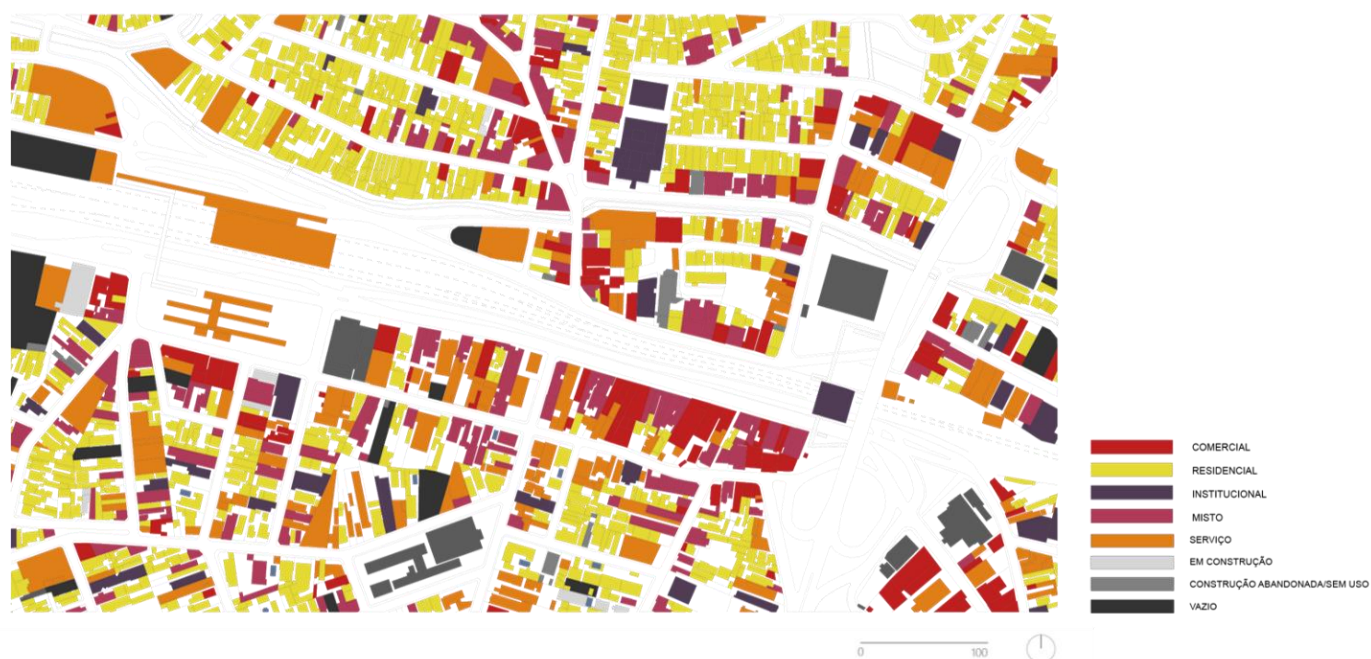 COMERCIAL
RESIDENCIAL
INSTITUCIONAL
MISTO
SERVIÇO
EM CONSTRUÇÃO
CONSTRUÇÃO ABANDONADA/SEM USO
VAZIO
0 100